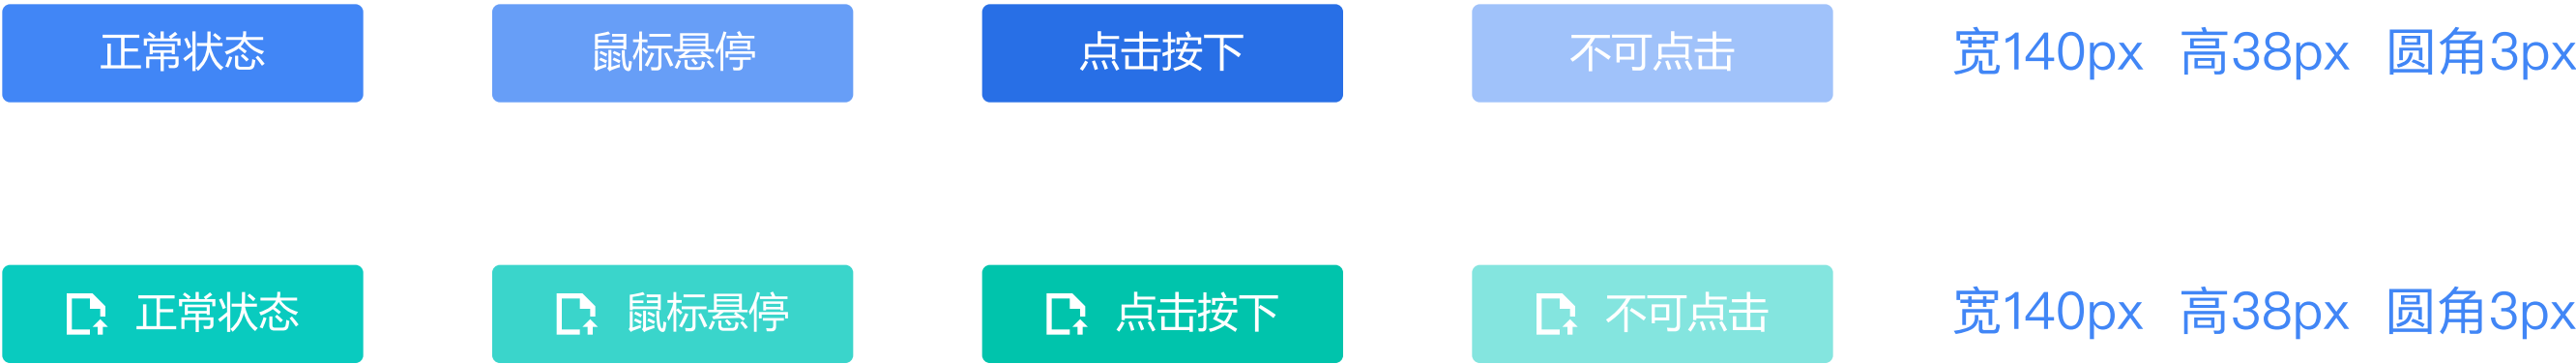 正常状态 鼠标悬停 点击按下 不可点击 宽140px 高38px 圆角3px
正常状态 鼠标悬停 点击按下 不可点击 宽140px 高38px 圆角3px